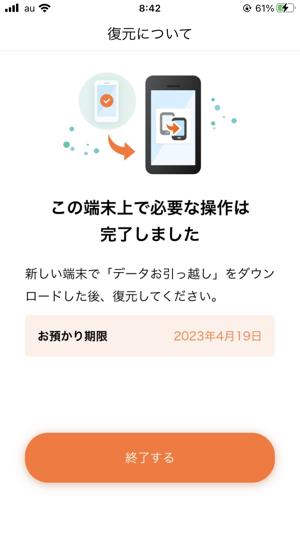 au 8:42 61%
復元について
この端末上で必要な操作は
完了しました
新しい端末で「データお引っ越し」をダウン
ロードした後、復元してください。
お預かり期限 2023年4月19日
終了する